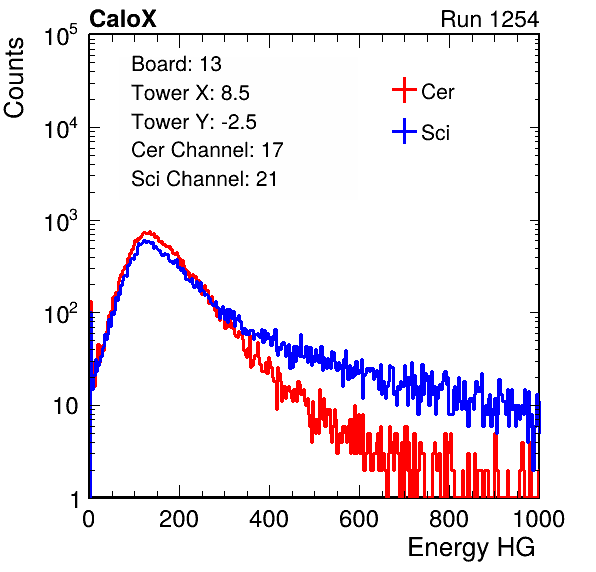 CaloX Run 1254
Counts
10^5
10^4
10^3
10^2
10
1
Board: 13
Tower X: 8.5
Tower Y: -2.5
Cer Channel: 17
Sci Channel: 21
Cer
Sci
0 200 400 600 800 1000
Energy HG